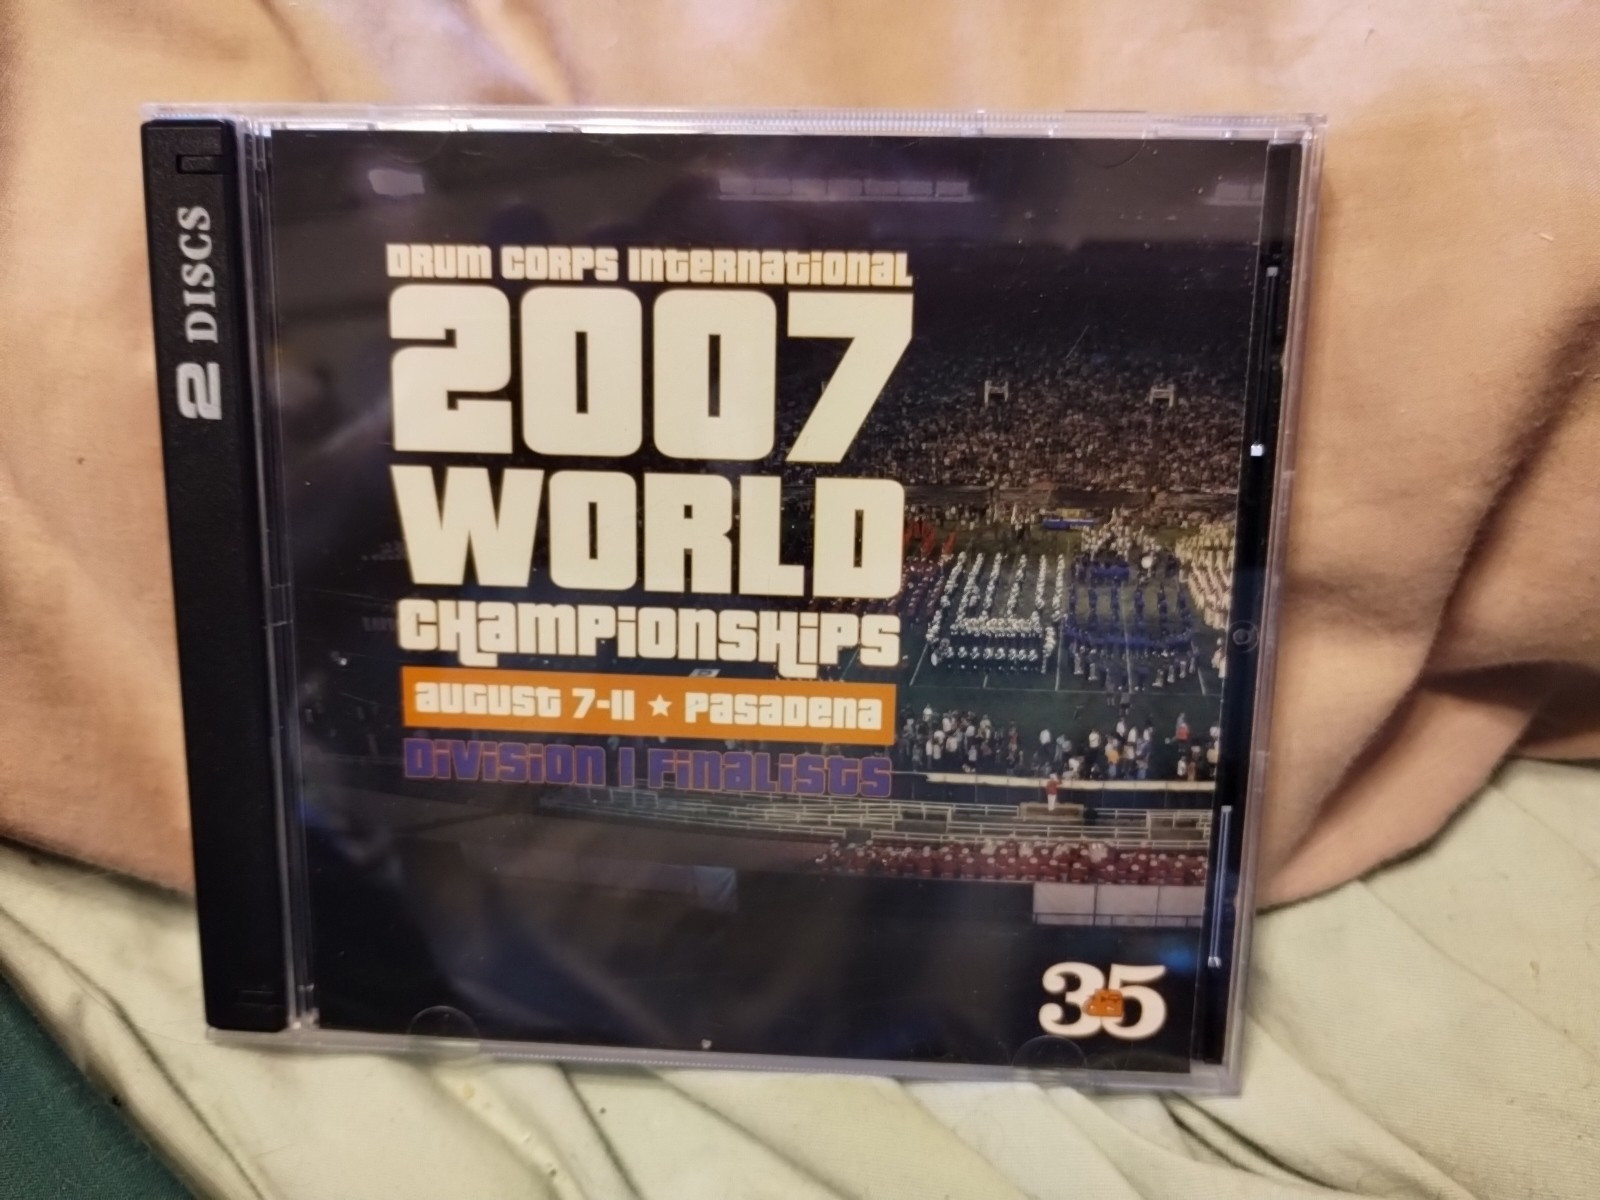 2 DISCS
DRUM CORPS INTERNATIONAL
2007
WORLD
CHAMPIONSHIPS
AUGUST 7-11 ★ PASADENA
DIVISION I FINALISTS
35